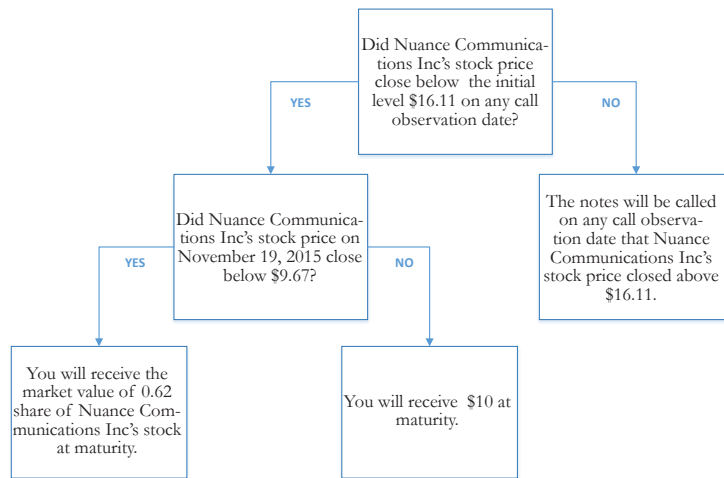 Did Nuance Communica-
tions Inc's stock price
close below the initial
level $16.11 on any call
observation date?
YES
NO
Did Nuance Communica-
tions Inc's stock price on
November 19, 2015 close
below $9.67?
The notes will be called
on any call observa-
tion date that Nuance
Communications Inc's
stock price closed above
$16.11.
YES
NO
You will receive the
market value of 0.62
share of Nuance Com-
munications Inc's stock
at maturity.
You will receive $10 at
maturity.